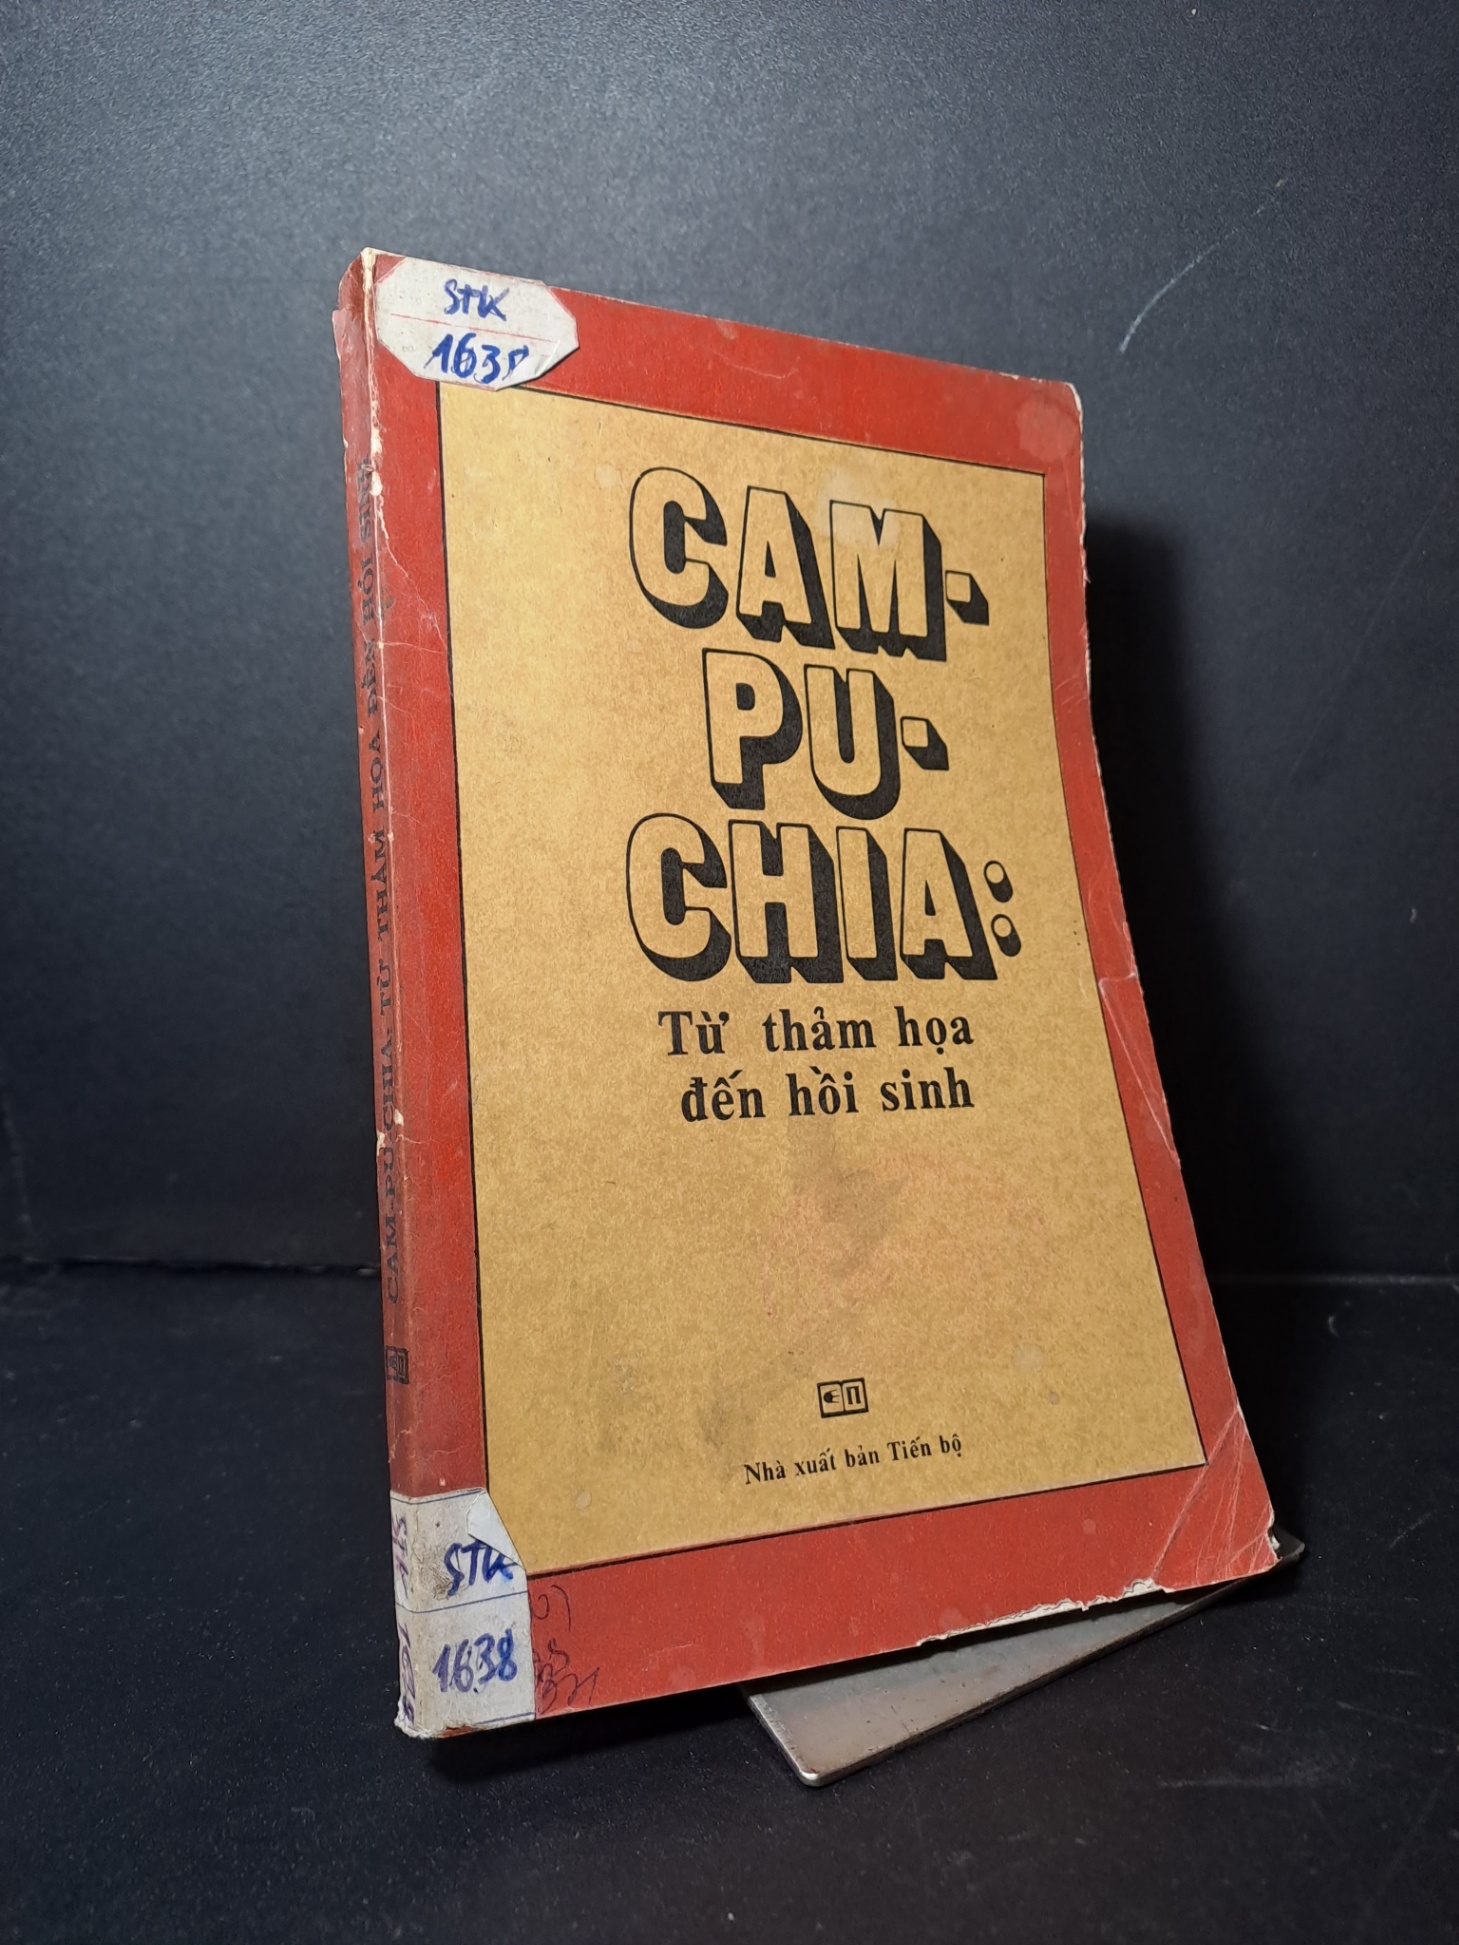 STK
1638
CAM-
PU-
CHIA:
Từ thảm họa
đến hồi sinh
Nhà xuất bản Tiến bộ
CAM-PU-CHIA: TỪ THẢM HỌA ĐẾN HỒI SINH
STK
1638